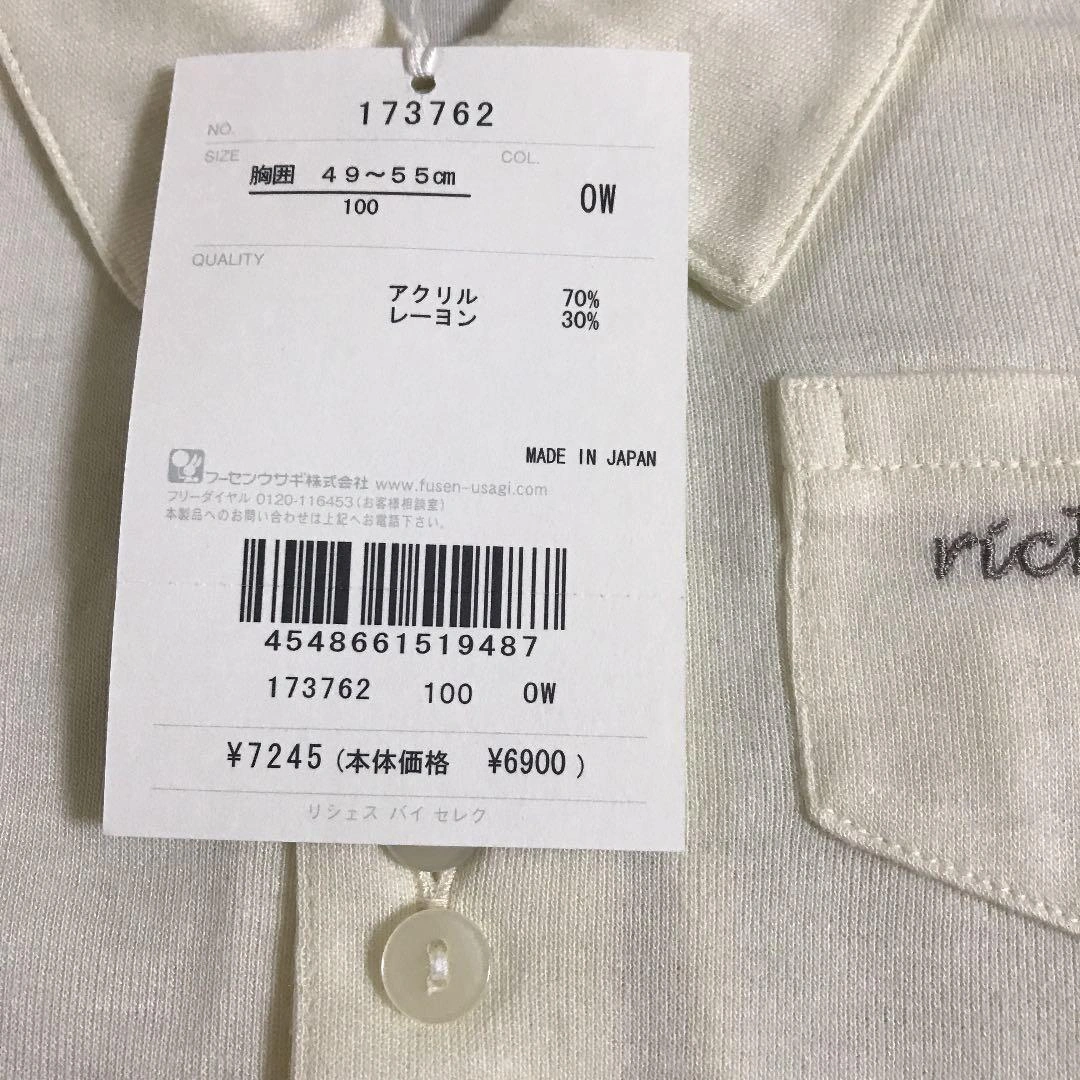 NO. 173762
SIZE
胸囲 49～55cm
100
COL.
OW
QUALITY
アクリル 70%
レーヨン 30%
MADE IN JAPAN
フーセンウサギ株式会社 www.fusen-usagi.com
フリーダイヤル 0120-116453(お客様相談室)
本製品へのお問い合わせは上記へお電話下さい。
4548661519487
173762 100 OW
¥7245(本体価格 ¥6900)
リシェス バイ セレク